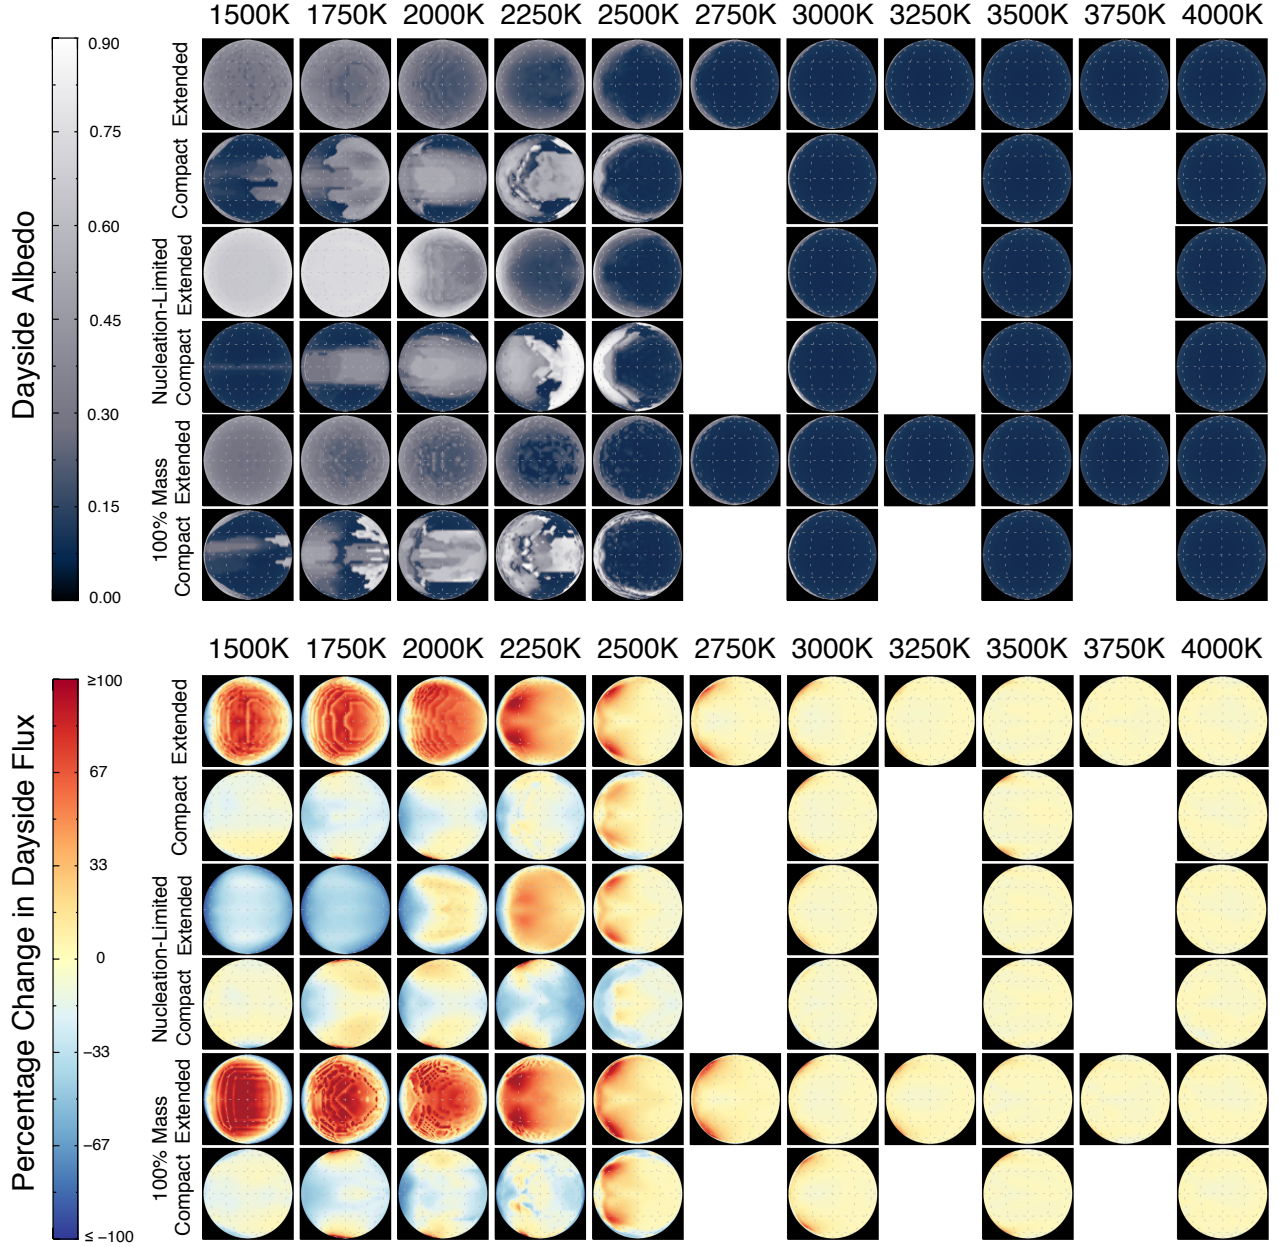 1500K 1750K 2000K 2250K 2500K 2750K 3000K 3250K 3500K 3750K 4000K
Dayside Albedo
0.90
0.75
0.60
0.45
0.30
0.15
0.00
Extended
Compact
Nucleation-Limited
Extended
Compact
100% Mass
Extended
Compact
1500K 1750K 2000K 2250K 2500K 2750K 3000K 3250K 3500K 3750K 4000K
Percentage Change in Dayside Flux
≥100
67
33
0
−33
−67
≤ −100
Extended
Compact
Nucleation-Limited
Extended
Compact
100% Mass
Extended
Compact